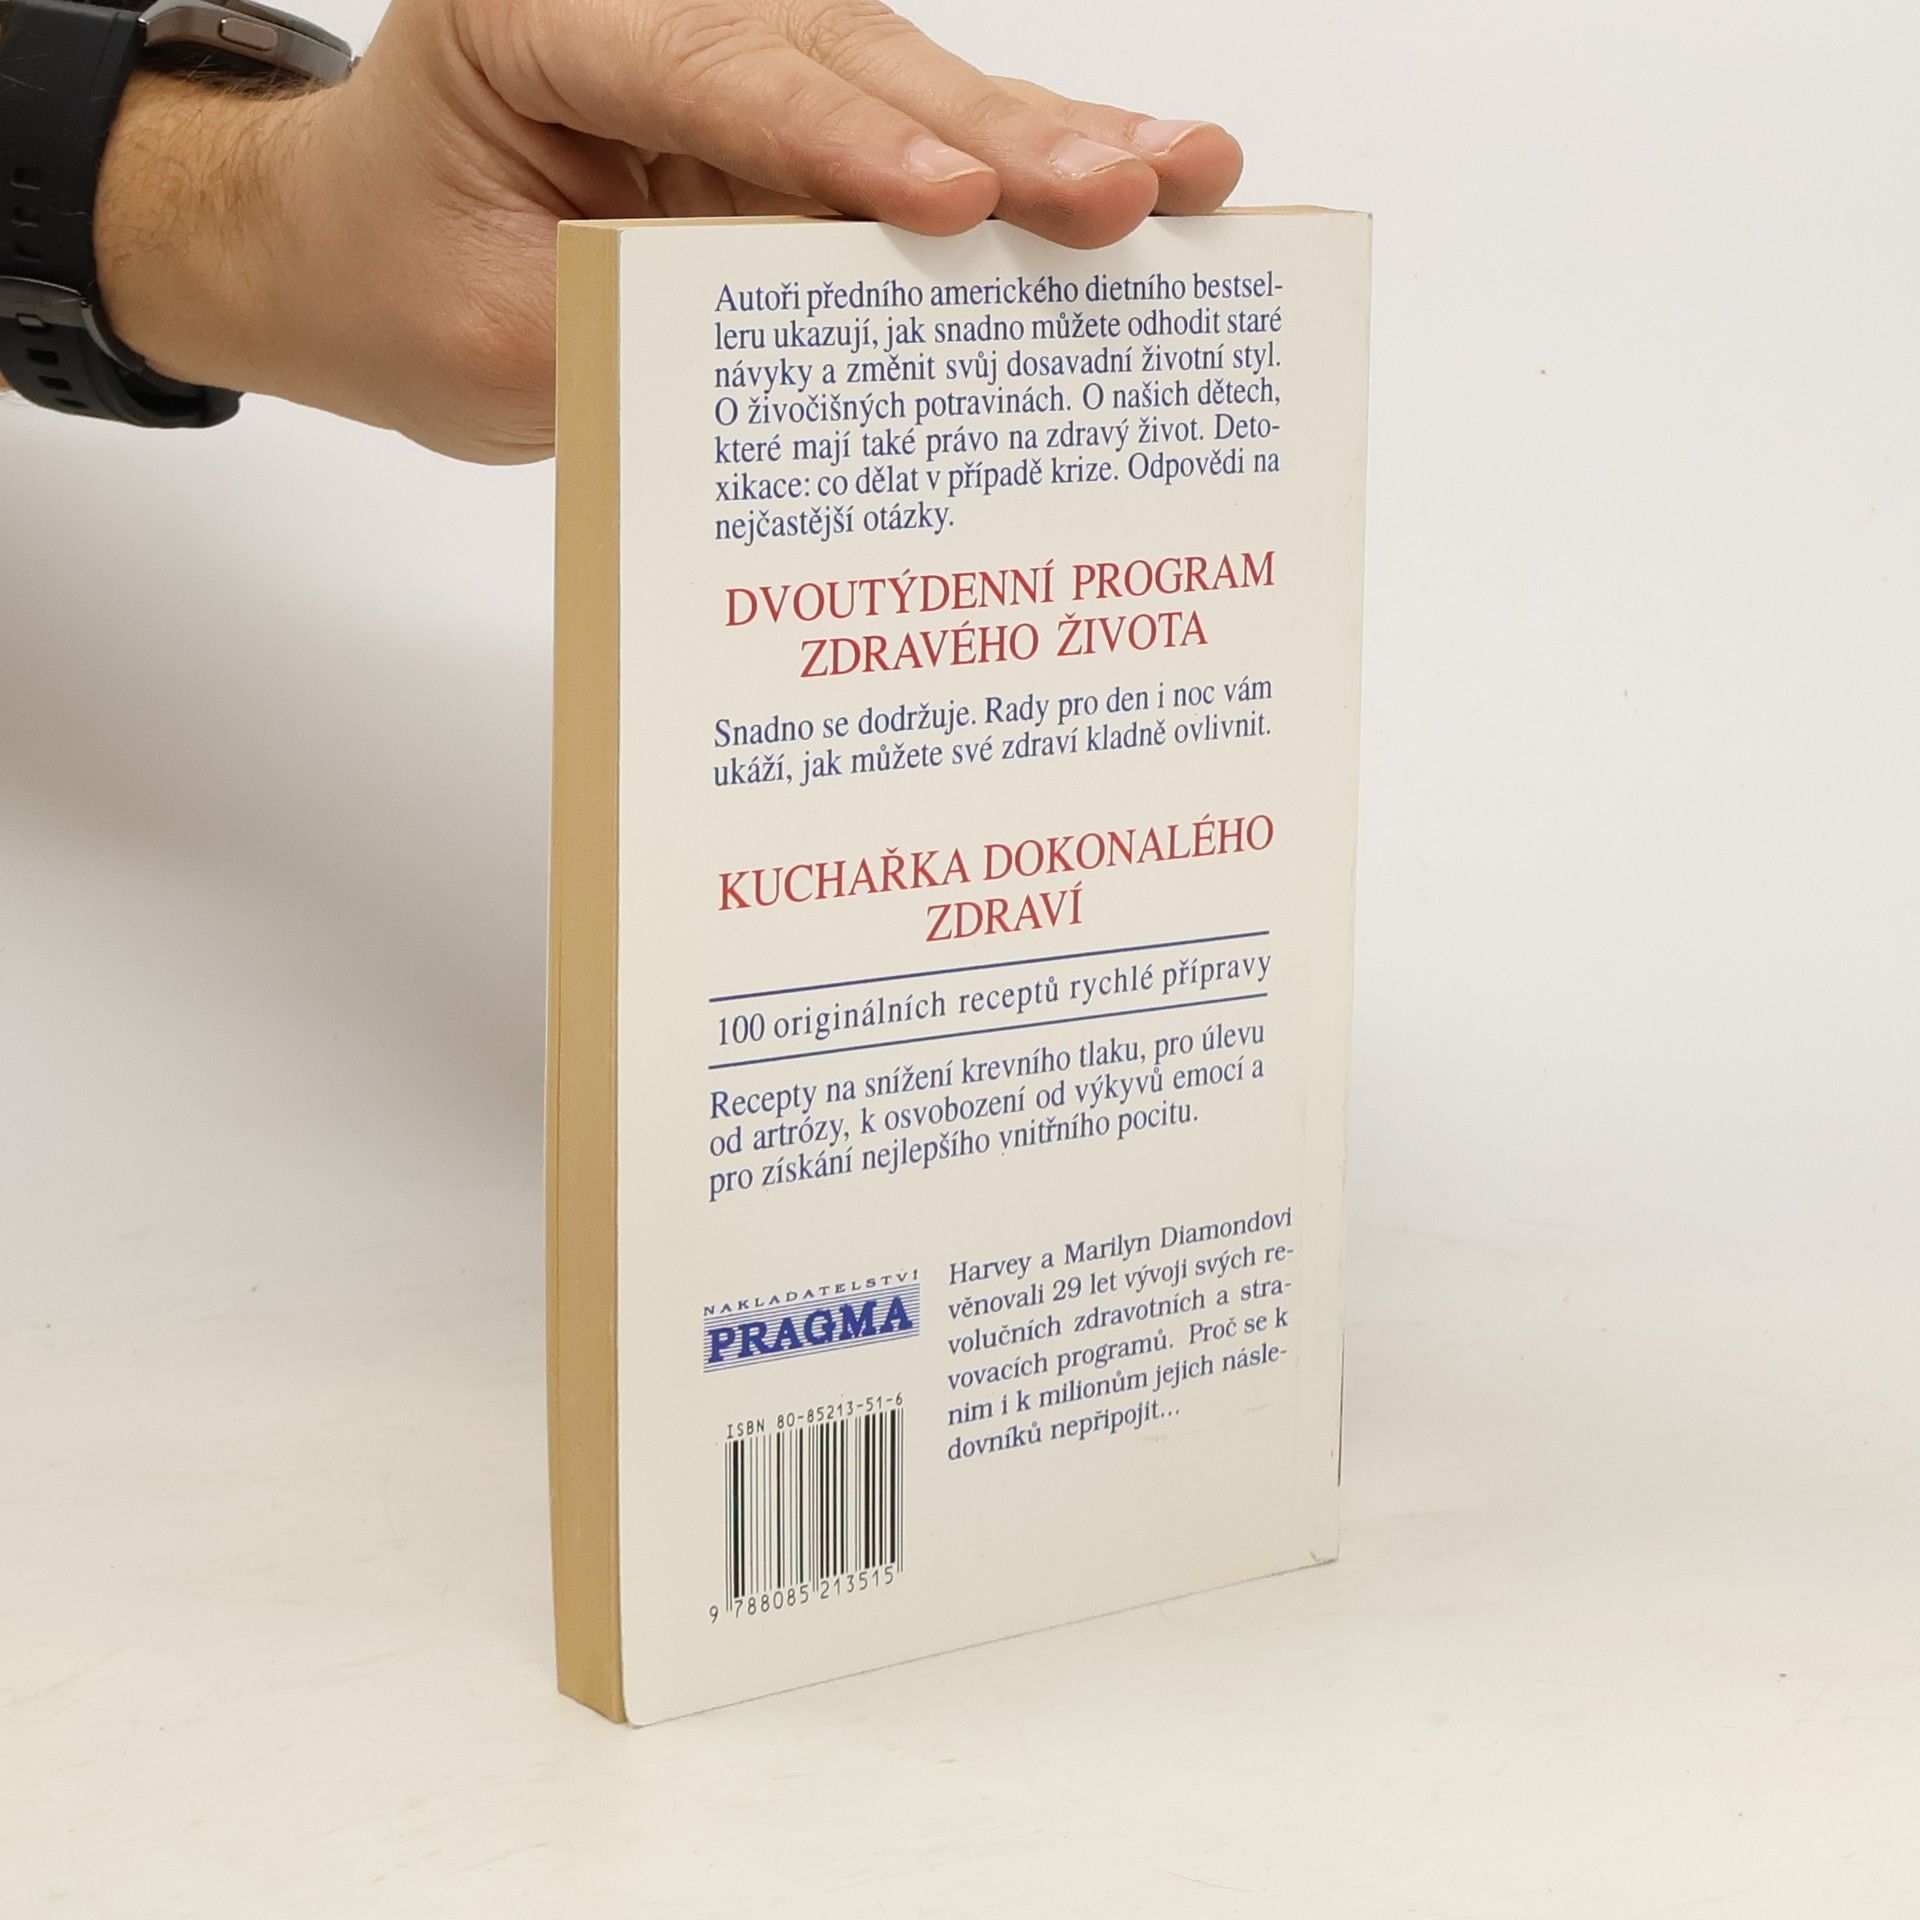 Autoři předního amerického dietního bestsel-
leru ukazují, jak snadno můžete odhodit staré
návyky a změnit svůj dosavadní životní styl.
O živočišných potravinách. O našich dětech,
které mají také právo na zdravý život. Deto-
xikace: co dělat v případě krize. Odpovědi na
nejčastější otázky.
DVOUTÝDENNÍ PROGRAM
ZDRAVÉHO ŽIVOTA
Snadno se dodržuje. Rady pro den i noc vám
ukáží, jak můžete své zdraví kladně ovlivnit.
KUCHAŘKA DOKONALÉHO
ZDRAVÍ
100 originálních receptů rychlé přípravy
Recepty na snížení krevního tlaku, pro úlevu
od artrózy, k osvobození od výkyvů emocí a
pro získání nejlepšího vnitřního pocitu.
NAKLADATELSTVÍ
PRAGMA
ISBN 80-85213-51-6
9 788085 213515
Harvey a Marilyn Diamondovi
věnovali 29 let vývoji svých re-
volučních zdravotních a stra-
vovacích programů. Proč se k
nim i k milionům jejich násle-
dovníků nepřipojit...